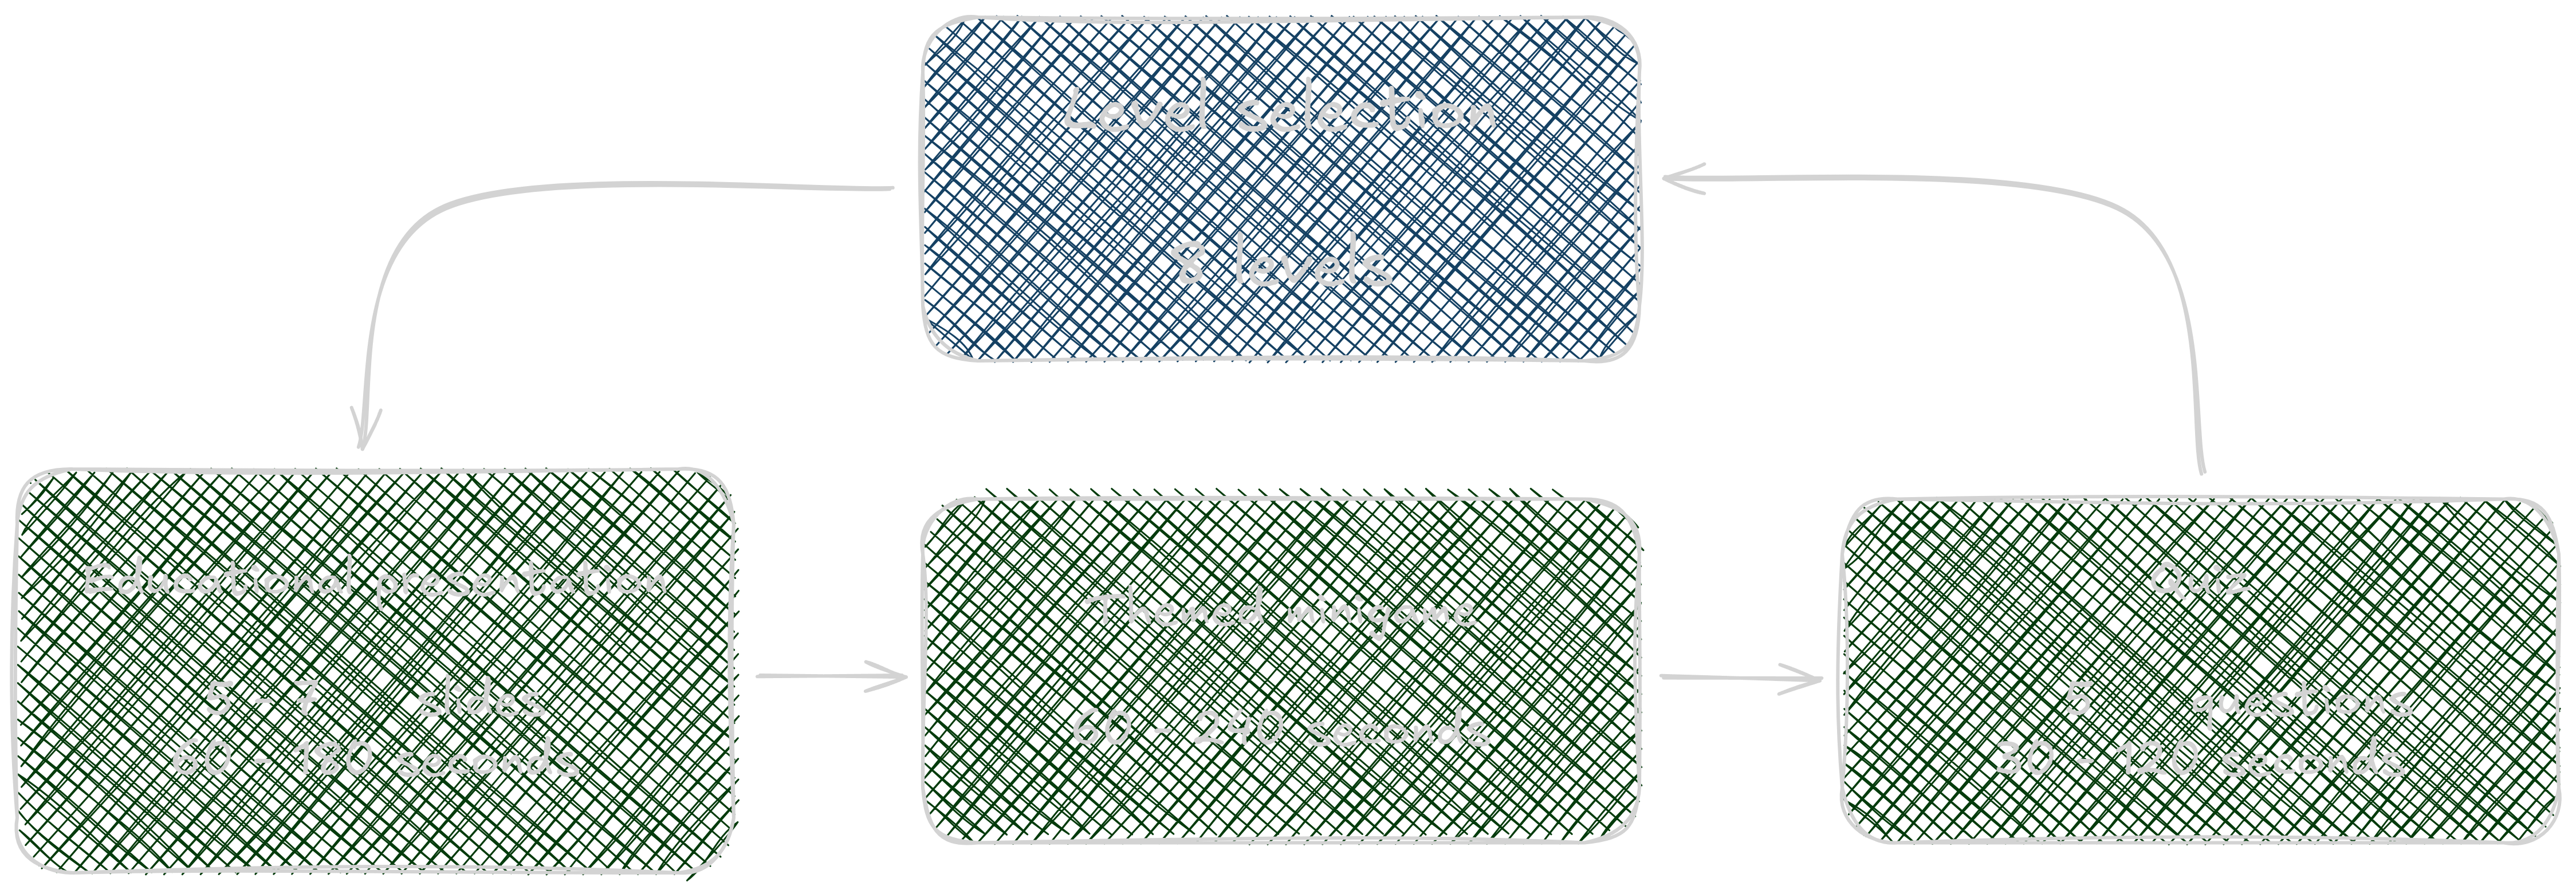 Level selection
8 levels
Educational presentation
5 - 7 slides
60 - 180 seconds
Themed minigame
60 - 240 seconds
Quiz
5 questions
30 - 120 seconds